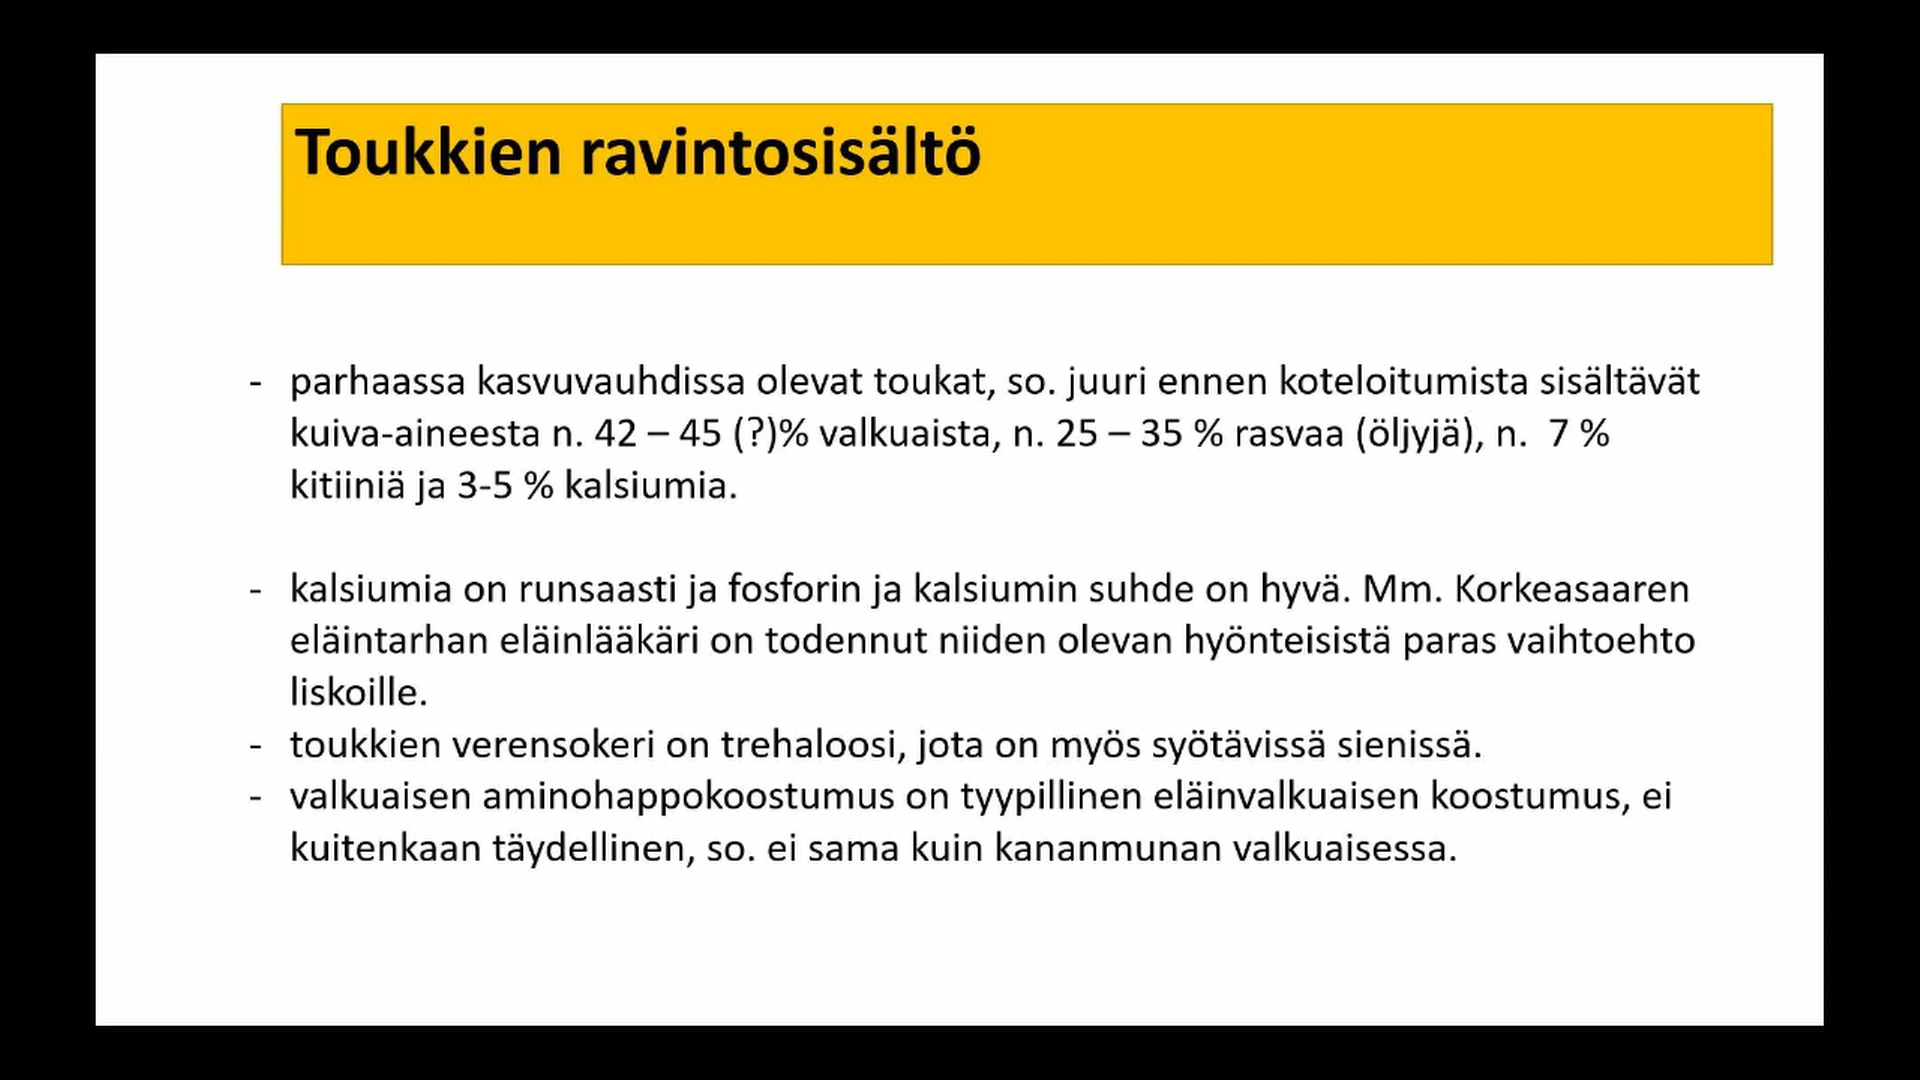 Toukkien ravintosisältö
- parhaassa kasvuvauhdissa olevat toukat, so. juuri ennen koteloitumista sisältävät
kuiva-aineesta n. 42 – 45 (?)% valkuaista, n. 25 – 35 % rasvaa (öljyjä), n.  7 %
kitiiniä ja 3-5 % kalsiumia.
- kalsiumia on runsaasti ja fosforin ja kalsiumin suhde on hyvä. Mm. Korkeasaaren
eläintarhan eläinlääkäri on todennut niiden olevan hyönteisistä paras vaihtoehto
liskoille.
- toukkien verensokeri on trehaloosi, jota on myös syötävissä sienissä.
- valkuaisen aminohappokoostumus on tyypillinen eläinvalkuaisen koostumus, ei
kuitenkaan täydellinen, so. ei sama kuin kananmunan valkuaisessa.